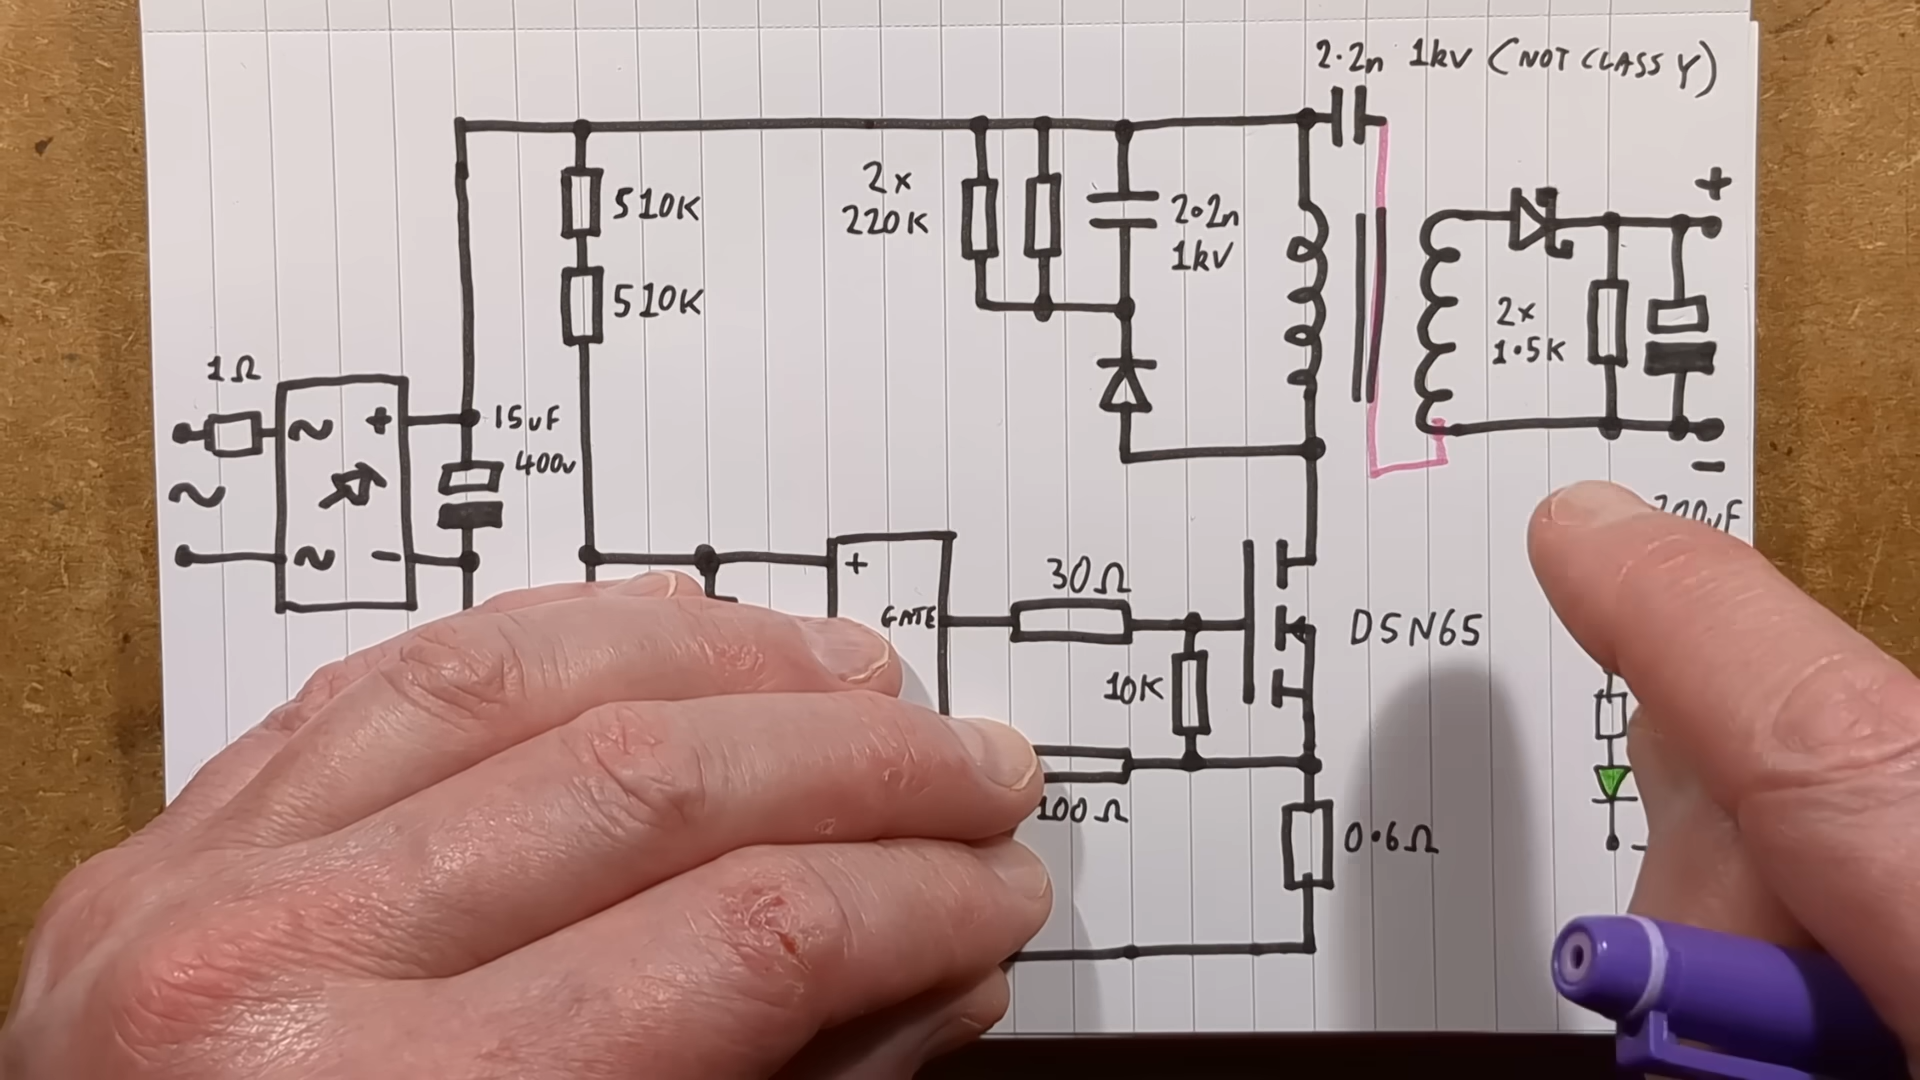 2.2n 1kV (NOT CLASS Y)
510K
2x
220K
2.2n
1kV
+
510K
2x
1.5K
1Ω
~ +
15uF
400v
~
~ -
-
+
GATE
30Ω
D5N65
10K
100Ω
0.6Ω